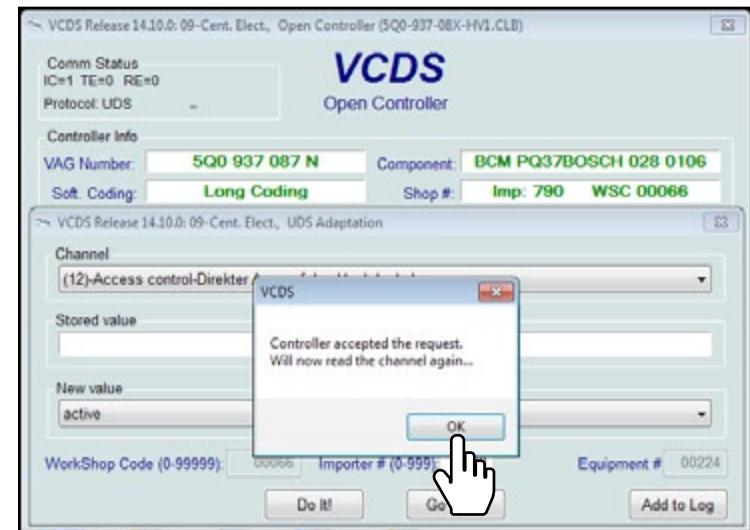 VCDS Release 14.10.0: 09-Cent. Elect., Open Controller (5Q0-937-08X-HV1.CLB)
Comm Status
IC=1 TE=0 RE=0
Protocol: UDS
VCDS
Open Controller
Controller Info
VAG Number: 5Q0 937 087 N Component: BCM PQ37BOSCH 028 0106
Soft. Coding: Long Coding Shop #: Imp: 790 WSC 00066
VCDS Release 14.10.0: 09-Cent. Elect., UDS Adaptation
Channel
(12)-Access control-Direkter
Stored value
New value
active
VCDS
Controller accepted the request.
Will now read the channel again...
OK
WorkShop Code (0-99999): 00066 Importer # (0-999): Equipment # 00224
Do It! Go Add to Log